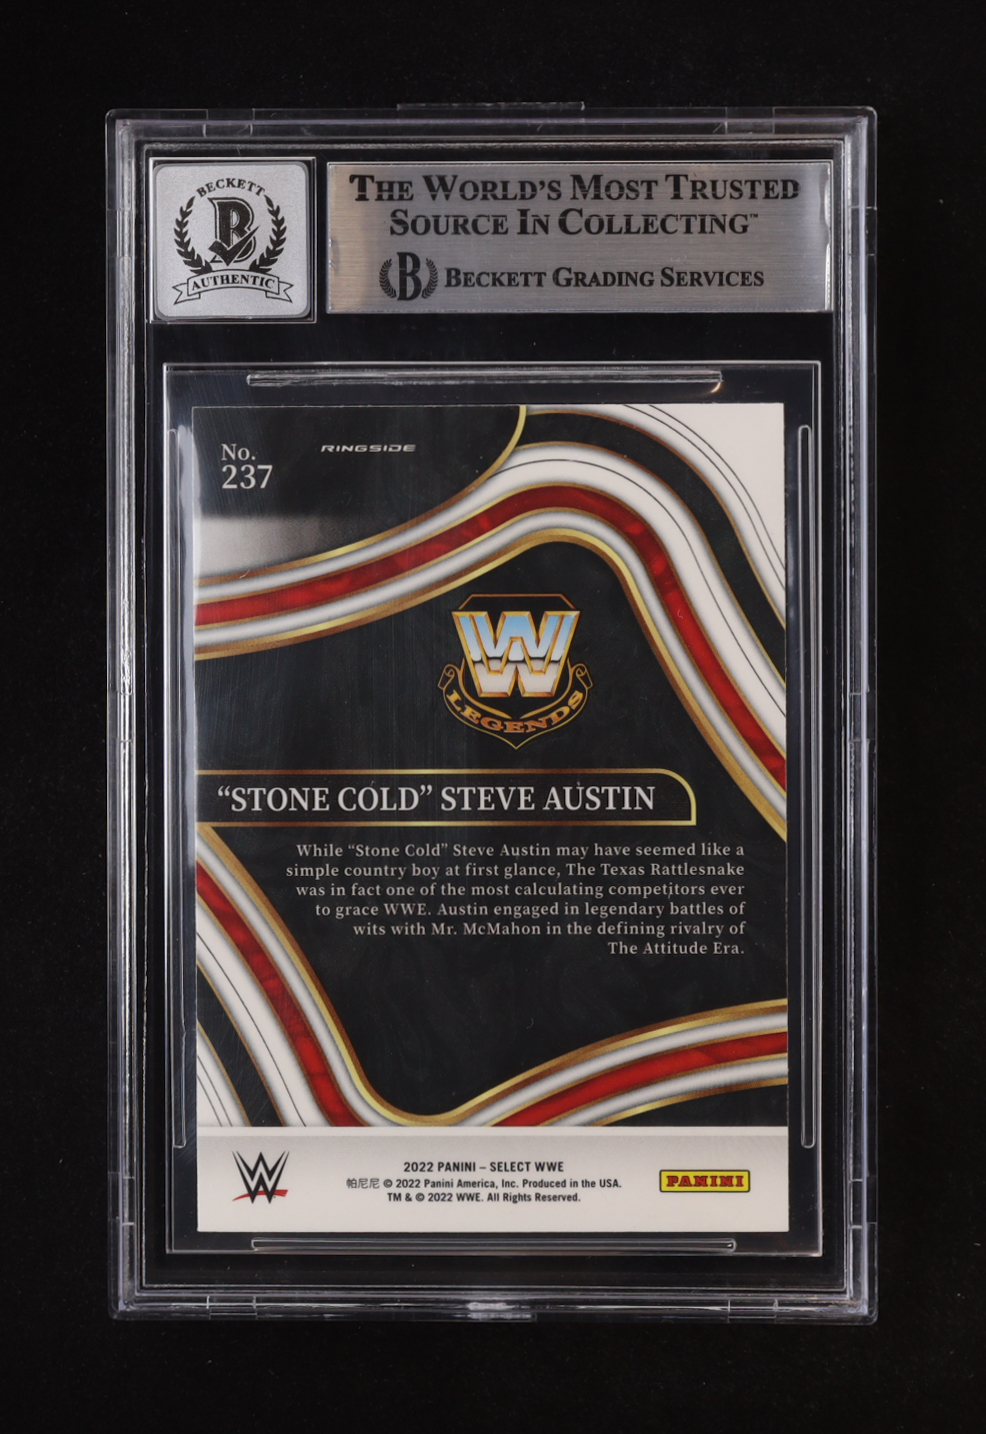 BECKETT
B
AUTHENTIC
THE WORLD'S MOST TRUSTED
SOURCE IN COLLECTING™
B BECKETT GRADING SERVICES
No.
237
RINGSIDE
W
LEGENDS
“STONE COLD” STEVE AUSTIN
While “Stone Cold” Steve Austin may have seemed like a
simple country boy at first glance, The Texas Rattlesnake
was in fact one of the most calculating competitors ever
to grace WWE. Austin engaged in legendary battles of
wits with Mr. McMahon in the defining rivalry of
The Attitude Era.
W
2022 PANINI – SELECT WWE
帕尼尼 © 2022 Panini America, Inc. Produced in the USA.
TM & © 2022 WWE. All Rights Reserved.
PANINI